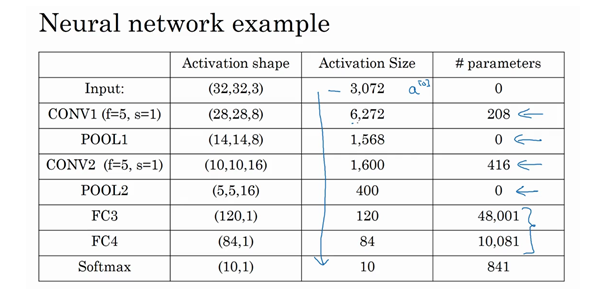 Neural network example
Activation shape Activation Size # parameters
Input: (32,32,3) 3,072 a[0] 0
CONV1 (f=5, s=1) (28,28,8) 6,272 208
POOL1 (14,14,8) 1,568 0
CONV2 (f=5, s=1) (10,10,16) 1,600 416
POOL2 (5,5,16) 400 0
FC3 (120,1) 120 48,001
FC4 (84,1) 84 10,081
Softmax (10,1) 10 841